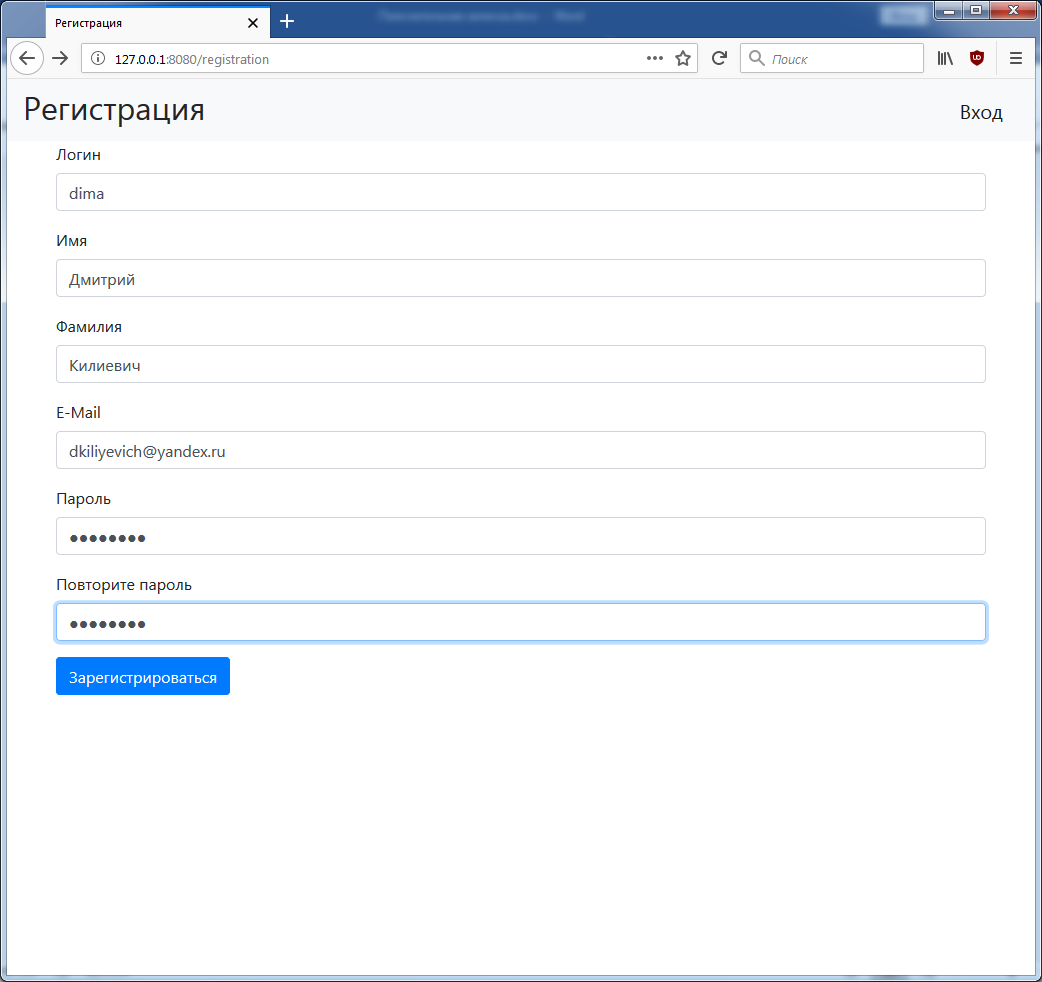 Регистрация
127.0.0.1:8080/registration
Поиск
Регистрация
Вход
Логин
dima
Имя
Дмитрий
Фамилия
Килиевич
E-Mail
dkiliyevich@yandex.ru
Пароль
●●●●●●●●
Повторите пароль
●●●●●●●●
Зарегистрироваться